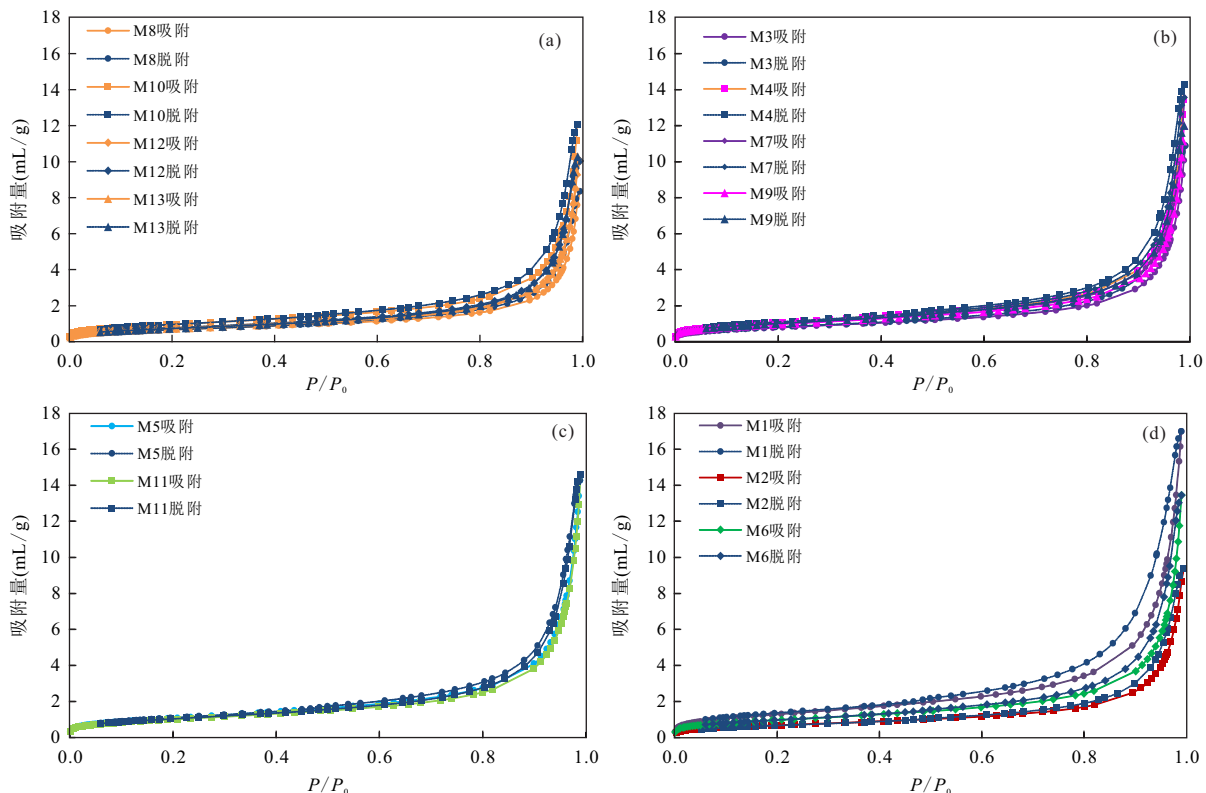 (a)
M8吸附
M8脱附
M10吸附
M10脱附
M12吸附
M12脱附
M13吸附
M13脱附
18
16
14
12
10
8
6
4
2
0
吸附量(mL/g)
0.0 0.2 0.4 0.6 0.8 1.0
P/P₀
(b)
M3吸附
M3脱附
M4吸附
M4脱附
M7吸附
M7脱附
M9吸附
M9脱附
18
16
14
12
10
8
6
4
2
0
吸附量(mL/g)
0.0 0.2 0.4 0.6 0.8 1.0
P/P₀
(c)
M5吸附
M5脱附
M11吸附
M11脱附
18
16
14
12
10
8
6
4
2
0
吸附量(mL/g)
0.0 0.2 0.4 0.6 0.8 1.0
P/P₀
(d)
M1吸附
M1脱附
M2吸附
M2脱附
M6吸附
M6脱附
18
16
14
12
10
8
6
4
2
0
吸附量(mL/g)
0.0 0.2 0.4 0.6 0.8 1.0
P/P₀